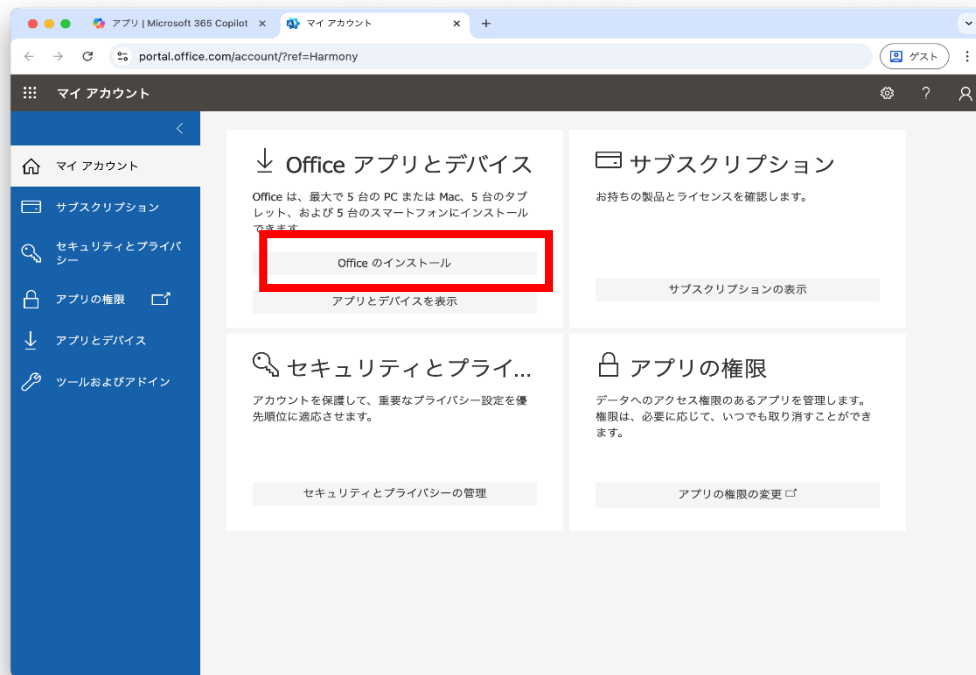 アプリ | Microsoft 365 Copilot
マイ アカウント
portal.office.com/account/?ref=Harmony
ゲスト
マイ アカウント
マイ アカウント
サブスクリプション
セキュリティとプライバ
シー
アプリの権限
アプリとデバイス
ツールおよびアドイン
Office アプリとデバイス
Office は、最大で 5 台の PC または Mac、5 台のタブ
レット、および 5 台のスマートフォンにインストール
できます。
Office のインストール
アプリとデバイスを表示
サブスクリプション
お持ちの製品とライセンスを確認します。
サブスクリプションの表示
セキュリティとプライ...
アカウントを保護して、重要なプライバシー設定を優
先順位に適応させます。
セキュリティとプライバシーの管理
アプリの権限
データへのアクセス権限のあるアプリを管理します。
権限は、必要に応じて、いつでも取り消すことができ
ます。
アプリの権限の変更